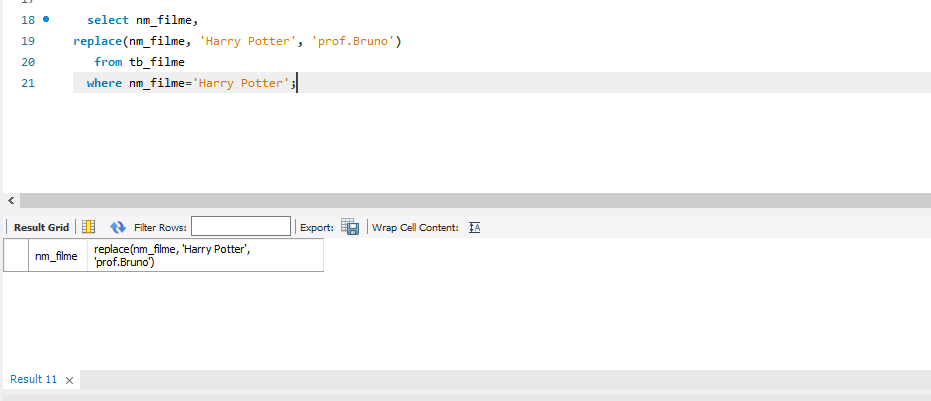 17
18 select nm_filme,
19 replace(nm_filme, 'Harry Potter', 'prof.Bruno')
20 from tb_filme
21 where nm_filme='Harry Potter';
Result Grid Filter Rows: Export: Wrap Cell Content:
nm_filme replace(nm_filme, 'Harry Potter',
'prof.Bruno')
Result 11